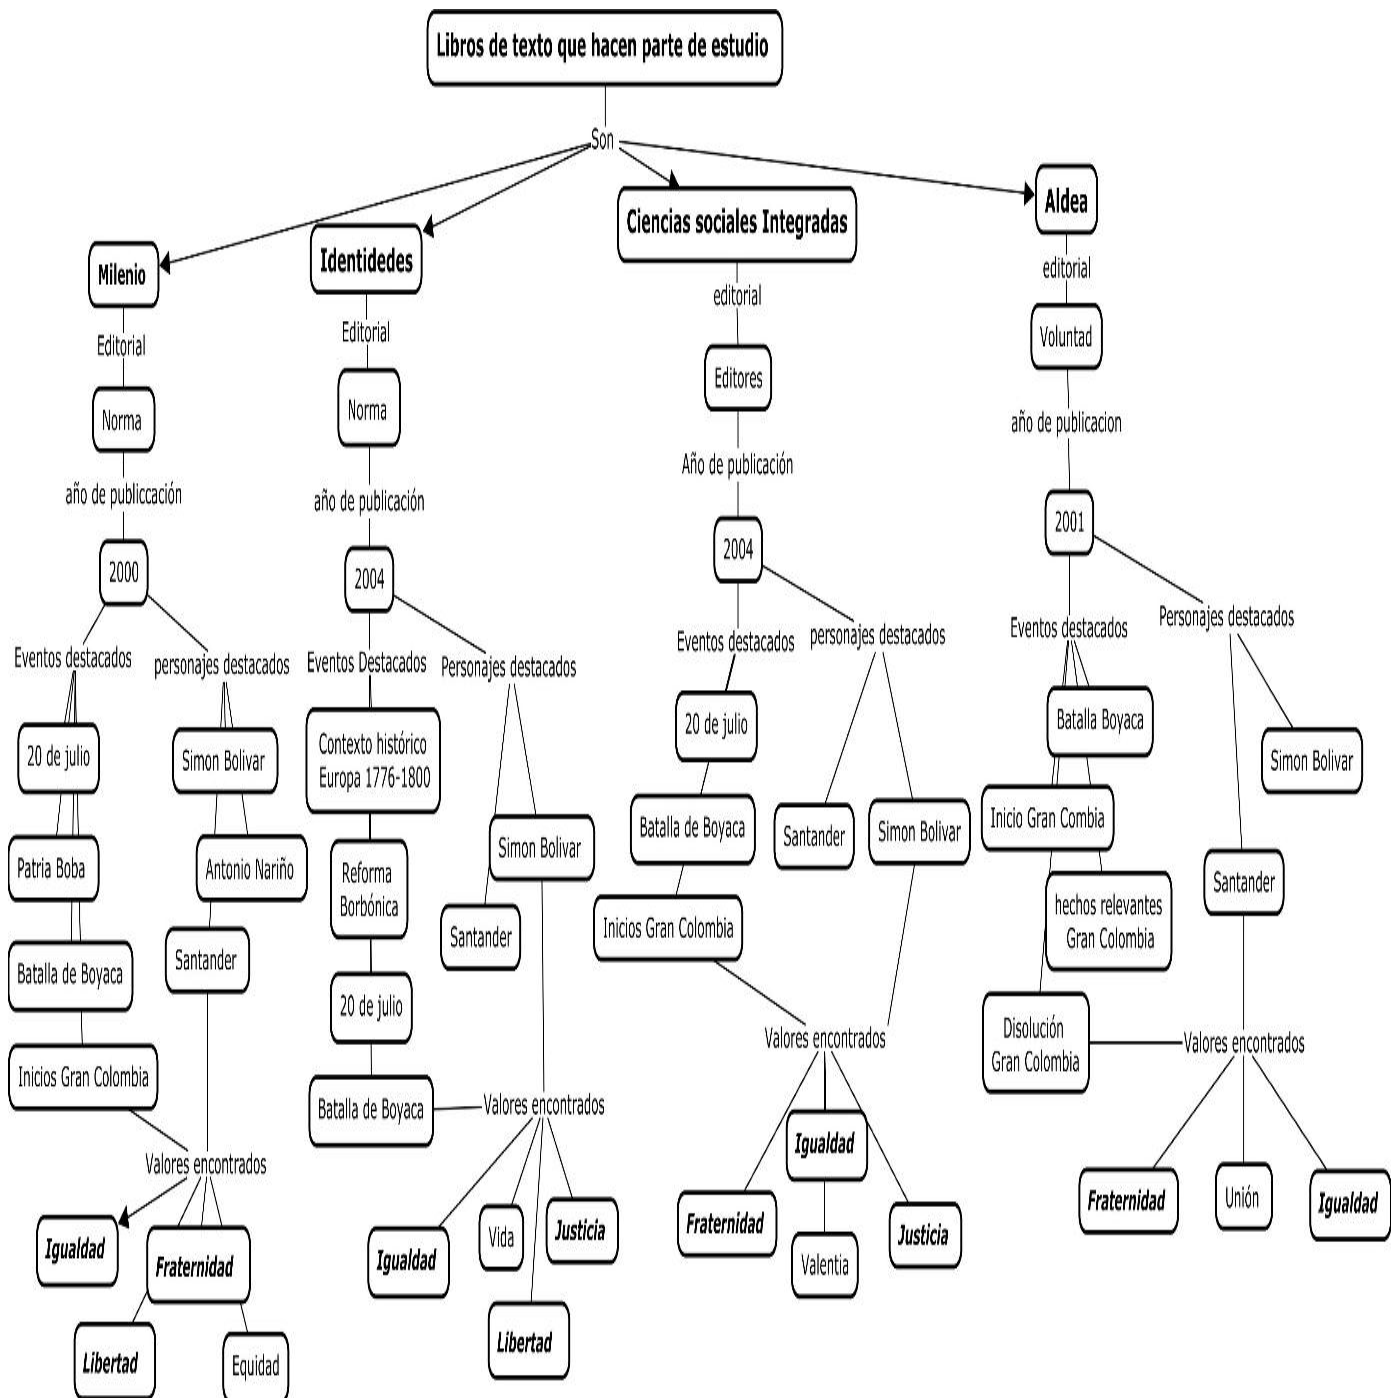 Libros de texto que hacen parte de estudio
Son
Milenio
Editorial
Norma
año de publiccación
2000
Eventos destacados
20 de julio
Patria Boba
Batalla de Boyaca
Inicios Gran Colombia
personajes destacados
Simon Bolivar
Antonio Nariño
Santander
Valores encontrados
Igualdad
Fraternidad
Libertad
Equidad
Identidedes
Editorial
Norma
año de publicación
2004
Eventos Destacados
Contexto histórico
Europa 1776-1800
Reforma
Borbónica
20 de julio
Batalla de Boyaca
Personajes destacados
Simon Bolivar
Santander
Valores encontrados
Igualdad
Vida
Justicia
Libertad
Ciencias sociales Integradas
editorial
Editores
Año de publicación
2004
Eventos destacados
20 de julio
Batalla de Boyaca
Inicios Gran Colombia
personajes destacados
Santander
Simon Bolivar
Valores encontrados
Fraternidad
Igualdad
Valentia
Justicia
Aldea
editorial
Voluntad
año de publicacion
2001
Eventos destacados
Batalla Boyaca
Inicio Gran Combia
hechos relevantes
Gran Colombia
Disolución
Gran Colombia
Personajes destacados
Simon Bolivar
Santander
Valores encontrados
Fraternidad
Unión
Igualdad